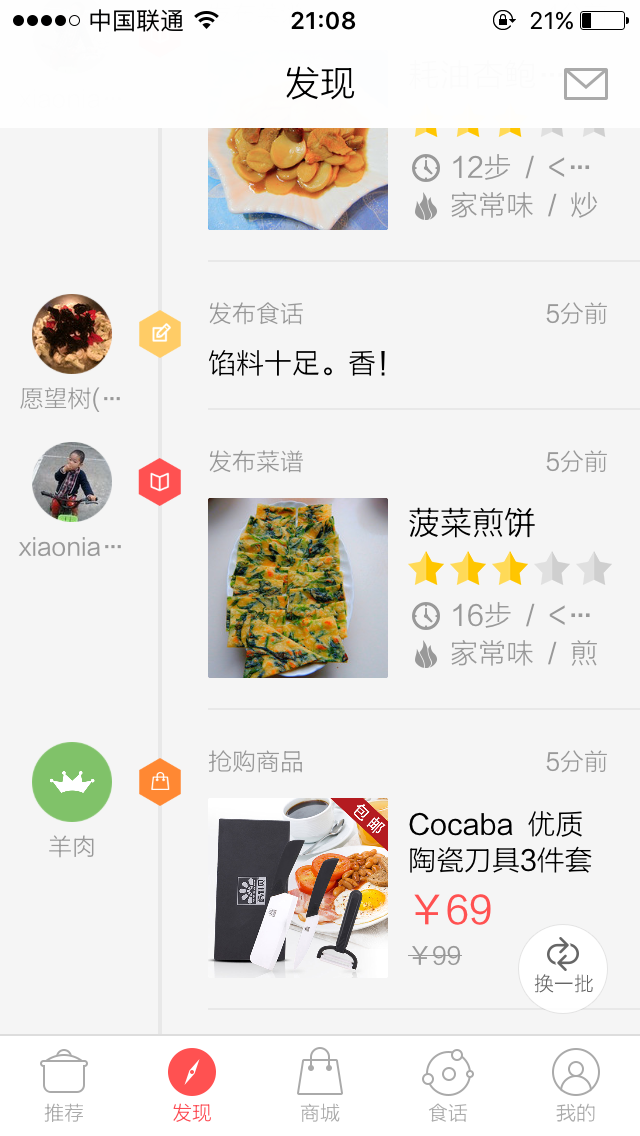 中国联通
21:08
21%
发现
12步 / <…
家常味 / 炒
发布食话
5分前
馅料十足。香!
愿望树(…
发布菜谱
5分前
xiaonia…
菠菜煎饼
16步 / <…
家常味 / 煎
抢购商品
5分前
羊肉
包邮
Cocaba 优质
陶瓷刀具3件套
￥69
￥99
换一批
推荐
发现
商城
食话
我的